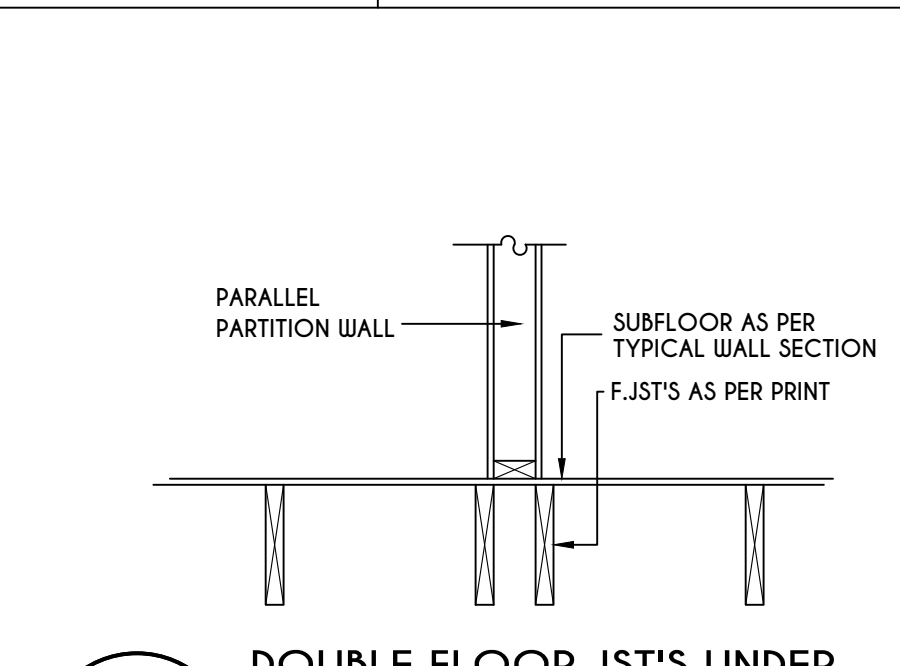 PARALLEL
PARTITION WALL
SUBFLOOR AS PER
TYPICAL WALL SECTION
F.JST'S AS PER PRINT
DOUBLE FLOOR JST'S UNDER